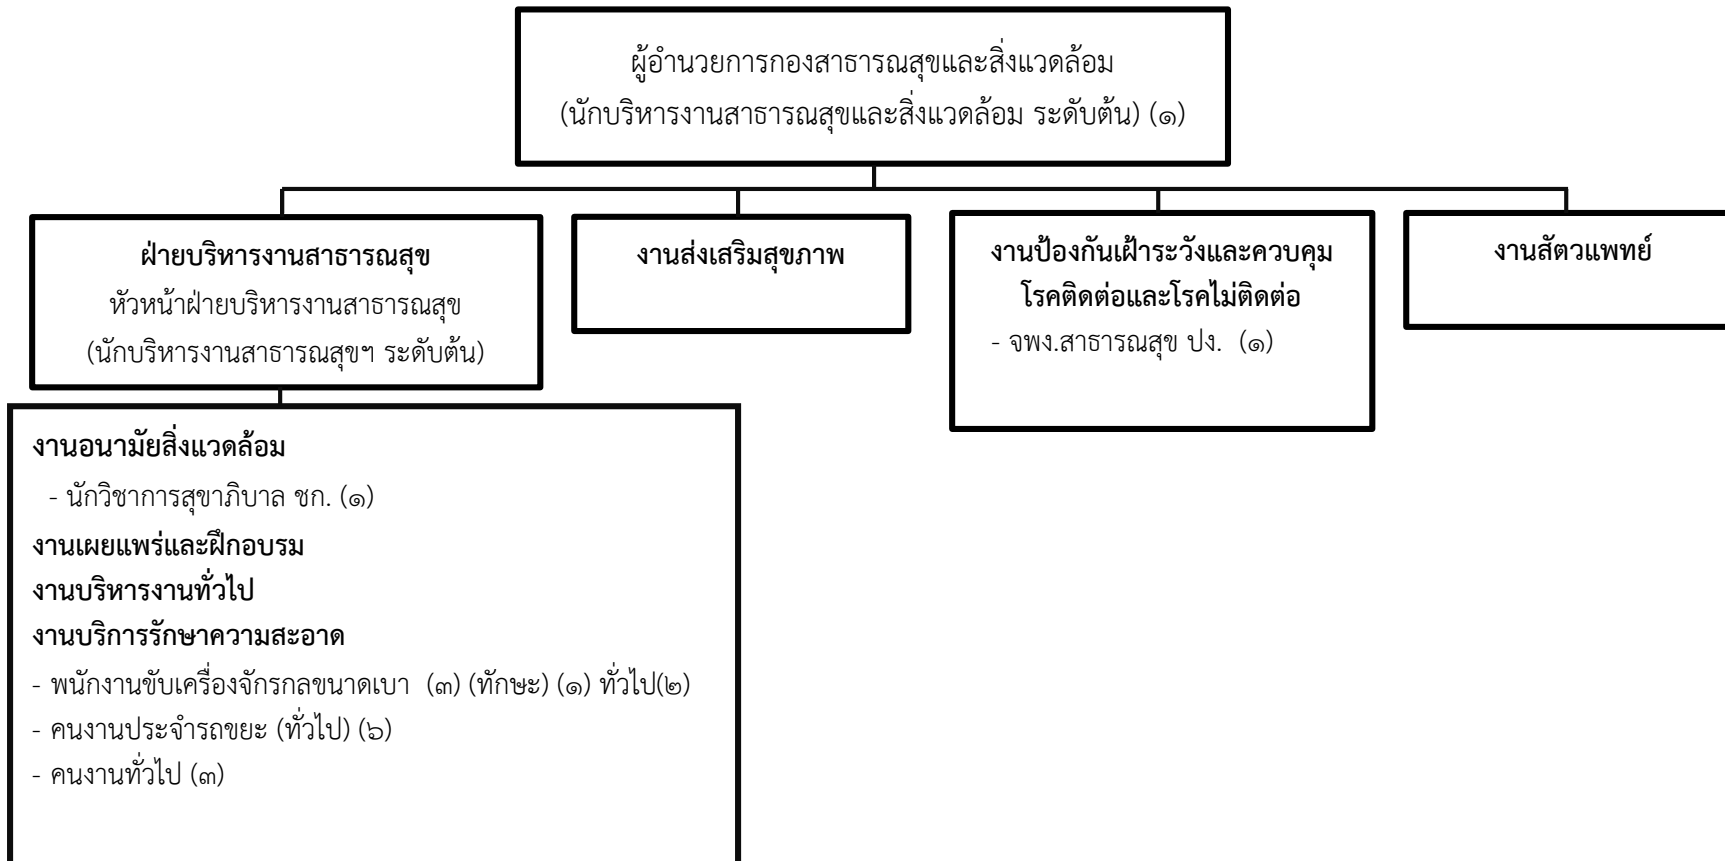 ผู้อำนวยการกองสาธารณสุขและสิ่งแวดล้อม
(นักบริหารงานสาธารณสุขและสิ่งแวดล้อม ระดับต้น) (๑)
ฝ่ายบริหารงานสาธารณสุข
หัวหน้าฝ่ายบริหารงานสาธารณสุข
(นักบริหารงานสาธารณสุขฯ ระดับต้น)
งานส่งเสริมสุขภาพ
งานป้องกันเฝ้าระวังและควบคุม
โรคติดต่อและโรคไม่ติดต่อ
- จพง.สาธารณสุข ปง. (๑)
งานสัตวแพทย์
งานอนามัยสิ่งแวดล้อม
- นักวิชาการสุขาภิบาล ชก. (๑)
งานเผยแพร่และฝึกอบรม
งานบริหารงานทั่วไป
งานบริการรักษาความสะอาด
- พนักงานขับเครื่องจักรกลขนาดเบา (๓) (ทักษะ) (๑) ทั่วไป(๒)
- คนงานประจำรถขยะ (ทั่วไป) (๖)
- คนงานทั่วไป (๓)